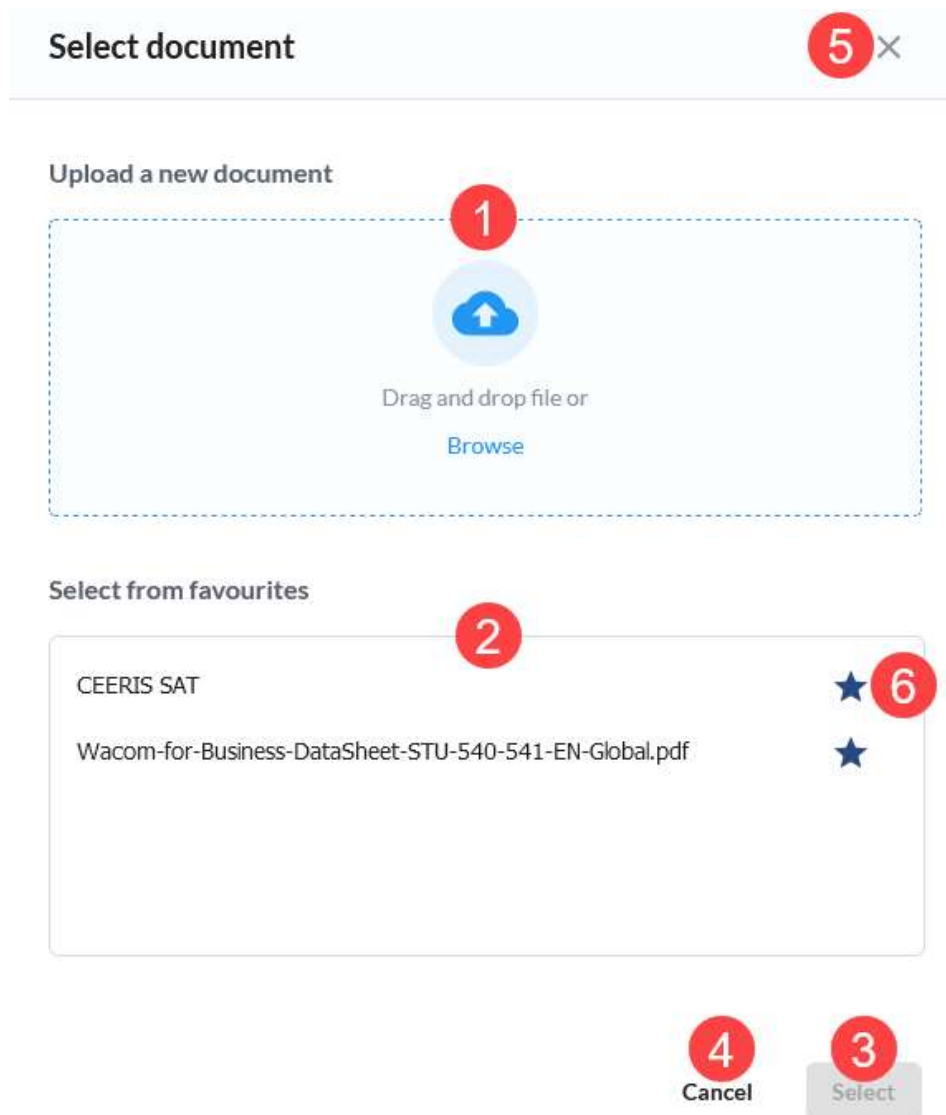 Select document
5
Upload a new document
1
Drag and drop file or
Browse
Select from favourites
2
CEERIS SAT
6
Wacom-for-Business-DataSheet-STU-540-541-EN-Global.pdf
4
3
Cancel
Select